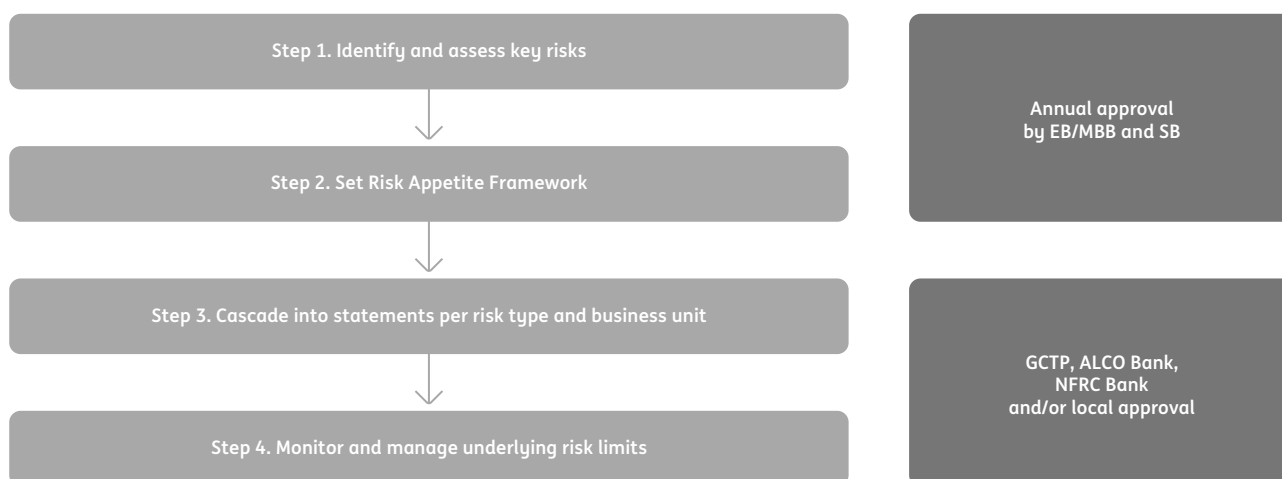 Step 1. Identify and assess key risks
Annual approval
by EB/MBB and SB
Step 2. Set Risk Appetite Framework
Step 3. Cascade into statements per risk type and business unit
GCTP, ALCO Bank,
NFRC Bank
and/or local approval
Step 4. Monitor and manage underlying risk limits